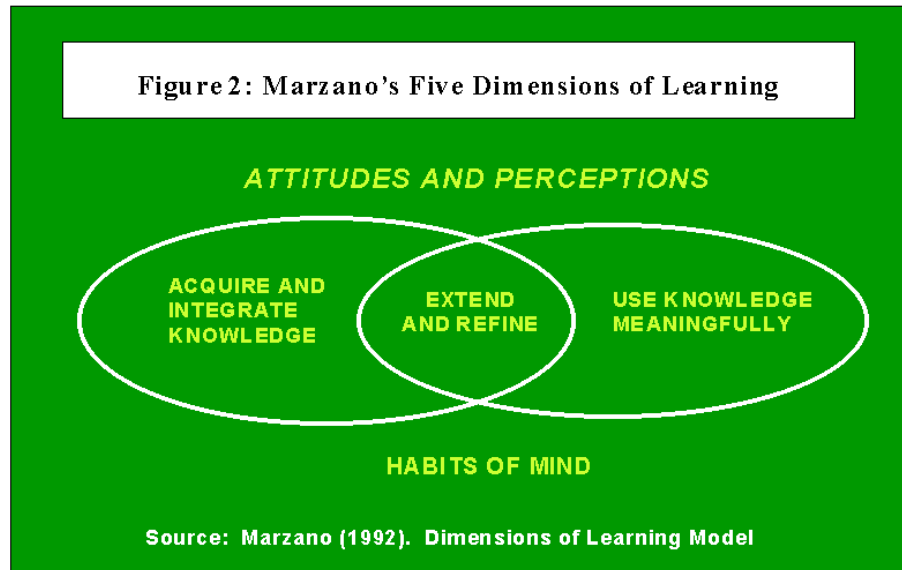 Figure 2: Marzano's Five Dimensions of Learning
ATTITUDES AND PERCEPTIONS
ACQUIRE AND
INTEGRATE
KNOWLEDGE
EXTEND
AND REFINE
USE KNOWLEDGE
MEANINGFULLY
HABITS OF MIND
Source: Marzano (1992). Dimensions of Learning Model